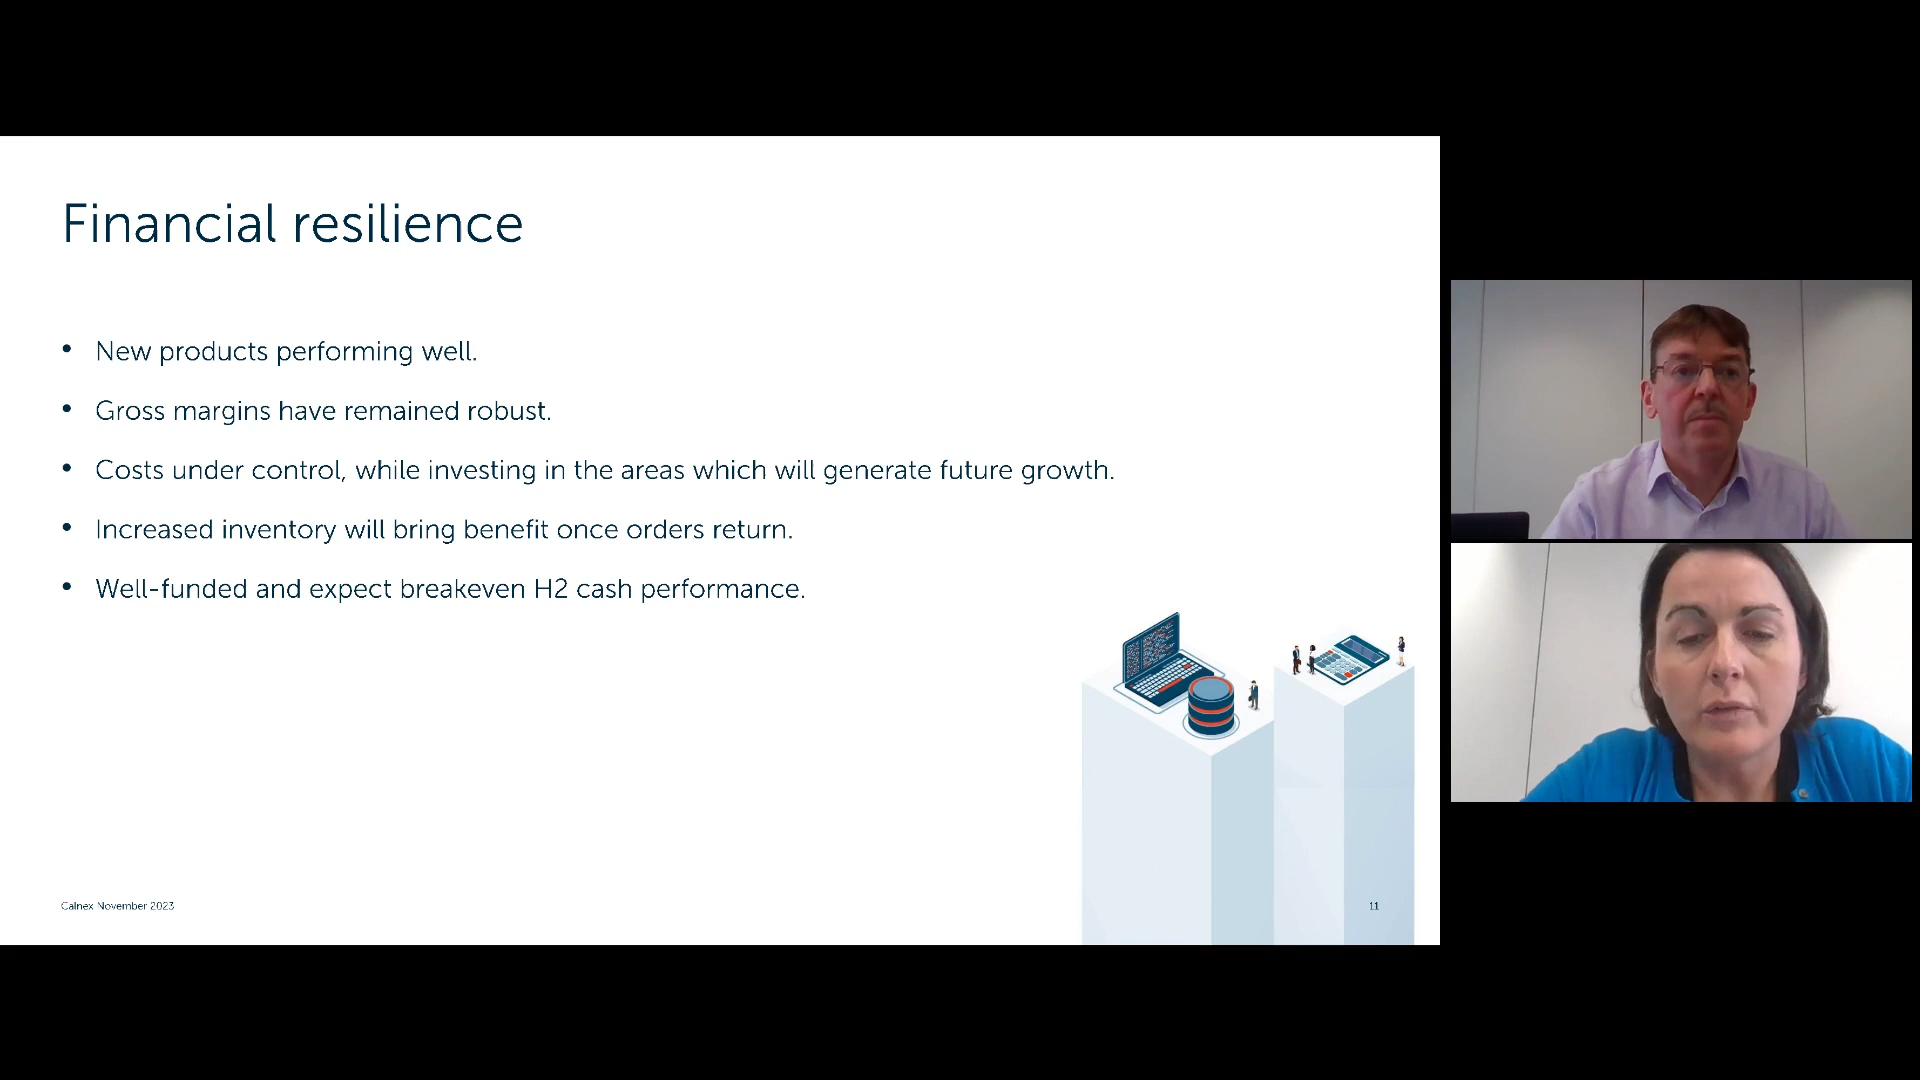 Financial resilience
• New products performing well.
• Gross margins have remained robust.
• Costs under control, while investing in the areas which will generate future growth.
• Increased inventory will bring benefit once orders return.
• Well-funded and expect breakeven H2 cash performance.
Calnex November 2023
11